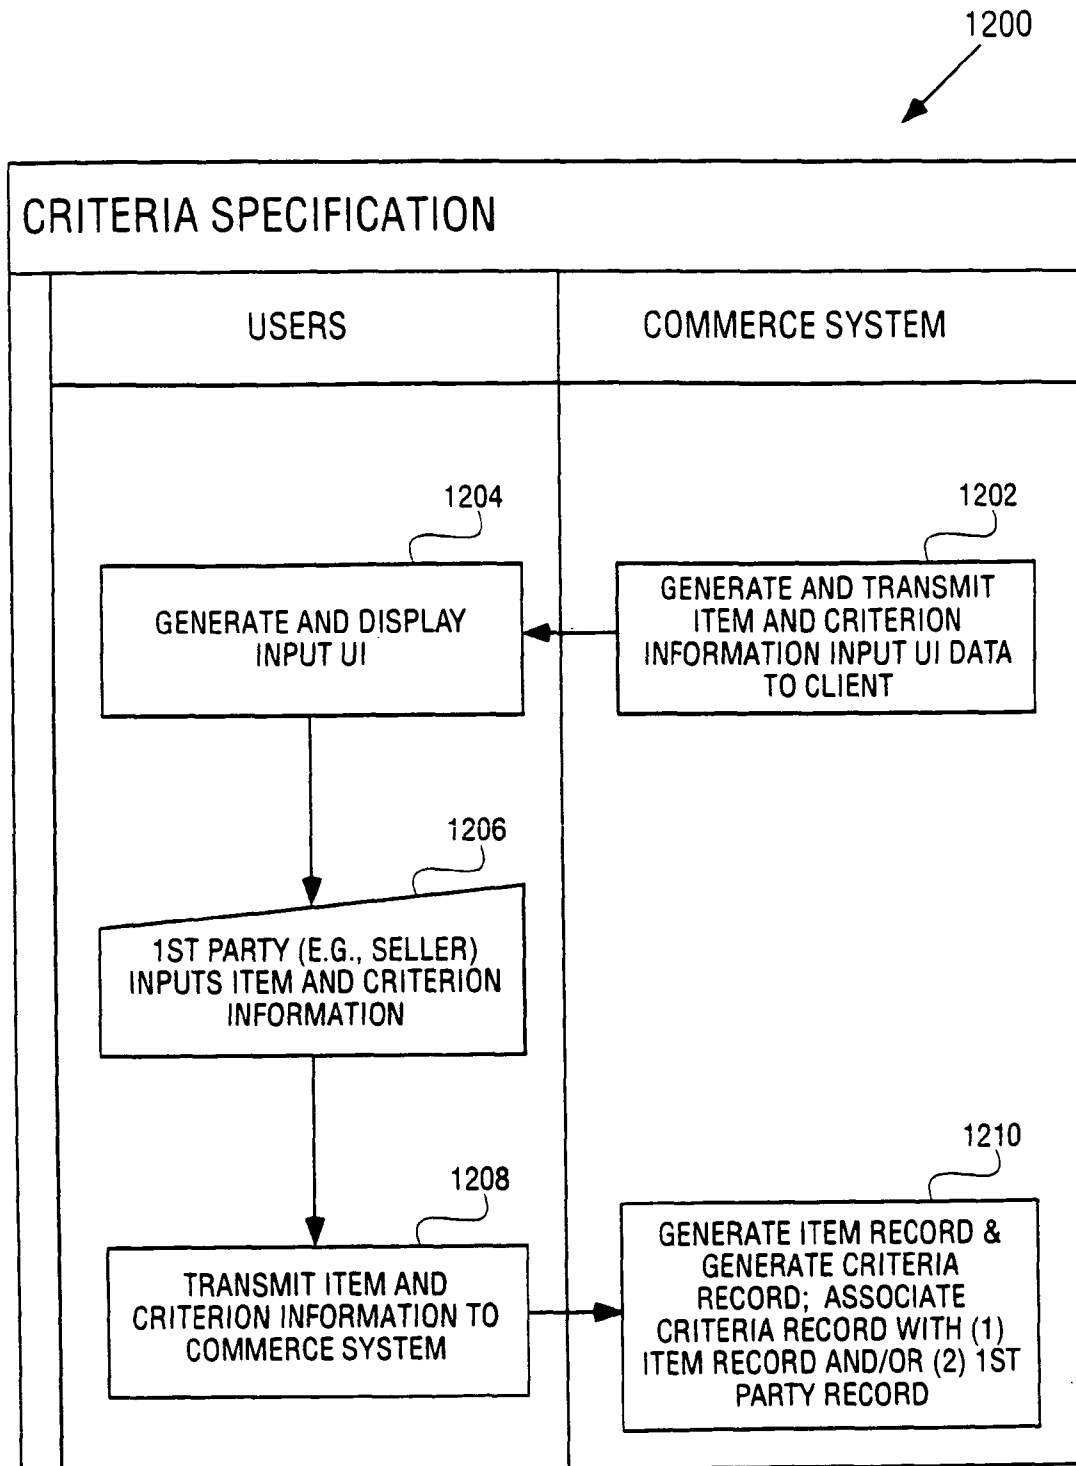 1200
CRITERIA SPECIFICATION
USERS
COMMERCE SYSTEM
1204
GENERATE AND DISPLAY
INPUT UI
1202
GENERATE AND TRANSMIT
ITEM AND CRITERION
INFORMATION INPUT UI DATA
TO CLIENT
1206
1ST PARTY (E.G., SELLER)
INPUTS ITEM AND CRITERION
INFORMATION
1208
TRANSMIT ITEM AND
CRITERION INFORMATION TO
COMMERCE SYSTEM
1210
GENERATE ITEM RECORD &
GENERATE CRITERIA
RECORD; ASSOCIATE
CRITERIA RECORD WITH (1)
ITEM RECORD AND/OR (2) 1ST
PARTY RECORD